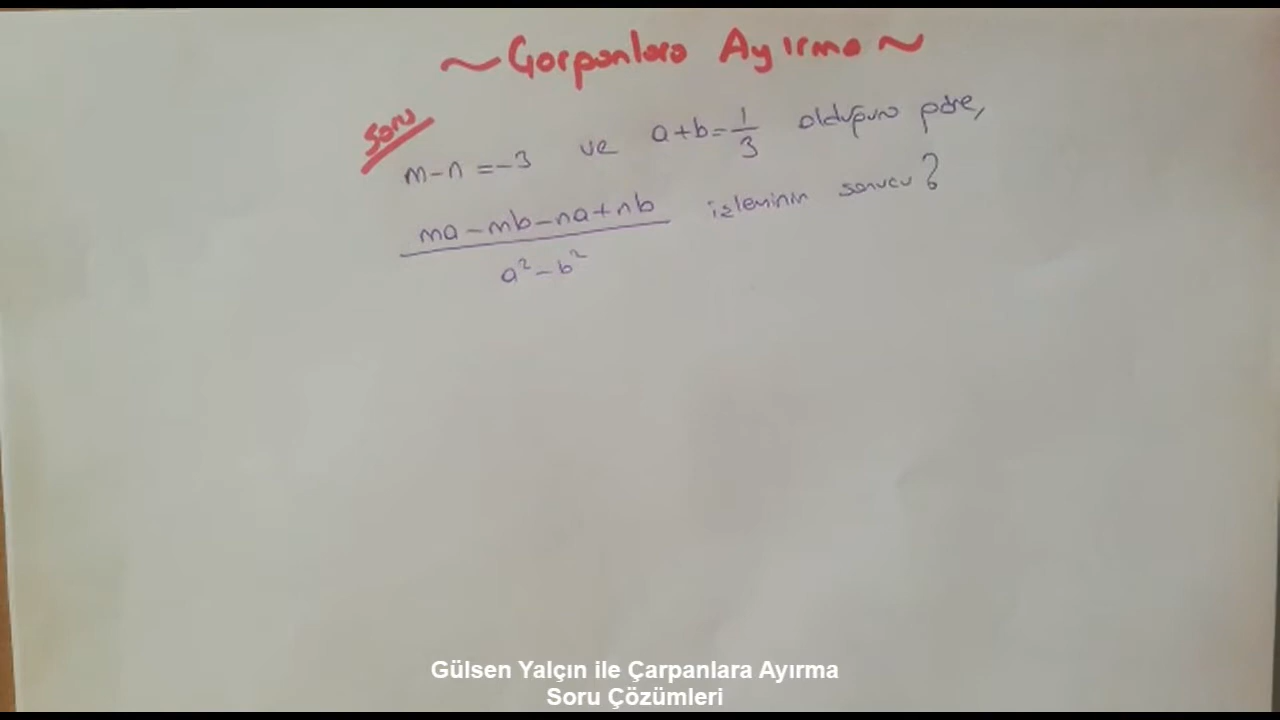 ~Çarpanlara Ayırma~
Soru
m-n=-3 ve a+b=1/3 olduğuna göre,
ma-mb-na+nb/a²-b² işleminin sonucu?
Gülsen Yalçın ile Çarpanlara Ayırma
Soru Çözümleri